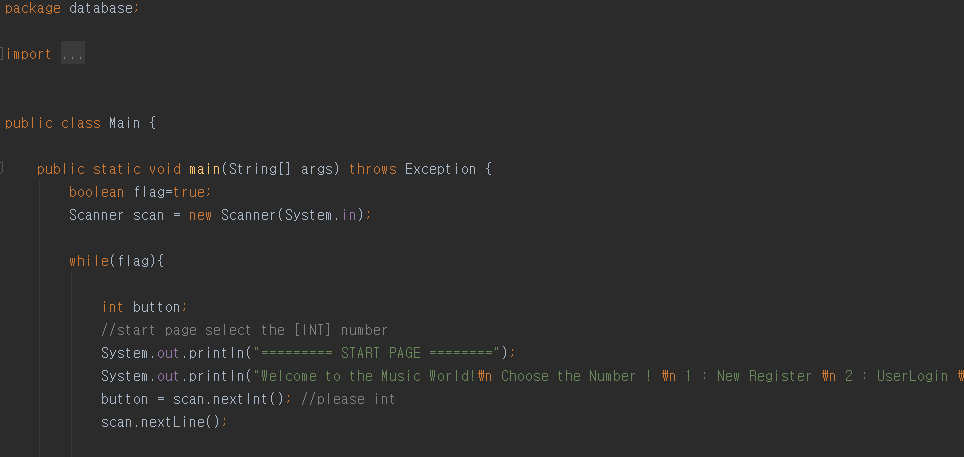 package database;
import ...
public class Main {
public static void main(String[] args) throws Exception {
boolean flag=true;
Scanner scan = new Scanner(System.in);
while(flag){
int button;
//start page select the [INT] number
System.out.println("========= START PAGE ========");
System.out.println("Welcome to the Music World!₩n Choose the Number ! ₩n 1 : New Register ₩n 2 : UserLogin ₩
button = scan.nextInt(); //please int
scan.nextLine();